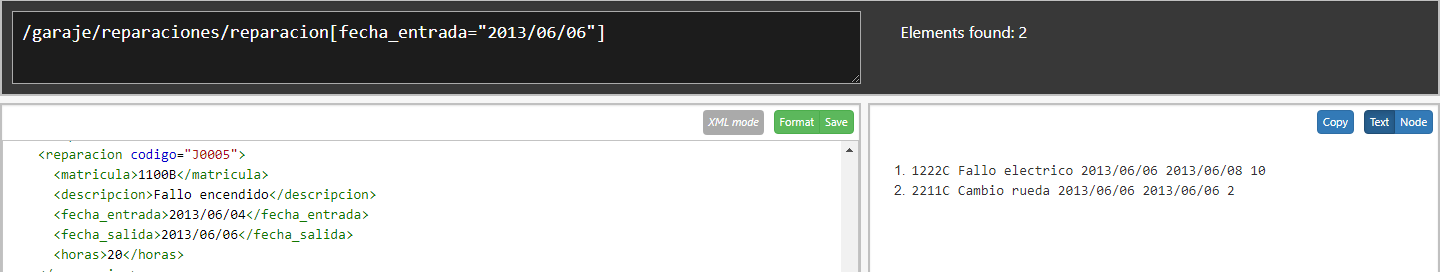 /garaje/reparaciones/reparacion[fecha_entrada="2013/06/06"]
Elements found: 2
XML mode Format Save
Copy Text Node
<reparacion codigo="J0005">
<matricula>1100B</matricula>
<descripcion>Fallo encendido</descripcion>
<fecha_entrada>2013/06/04</fecha_entrada>
<fecha_salida>2013/06/06</fecha_salida>
<horas>20</horas>
1. 1222C Fallo electrico 2013/06/06 2013/06/08 10
2. 2211C Cambio rueda 2013/06/06 2013/06/06 2